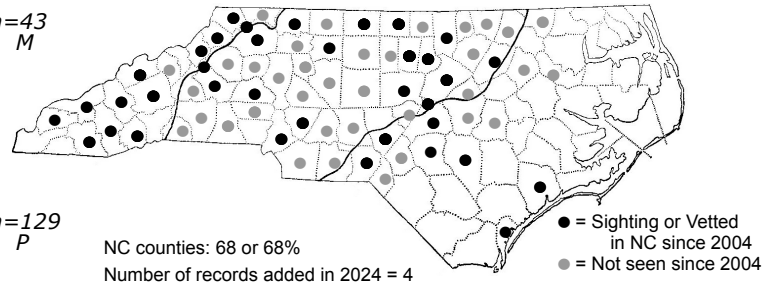 =43
M
=129
P
NC counties: 68 or 68%
Number of records added in 2024 = 4
● = Sighting or Vetted
in NC since 2004
● = Not seen since 2004